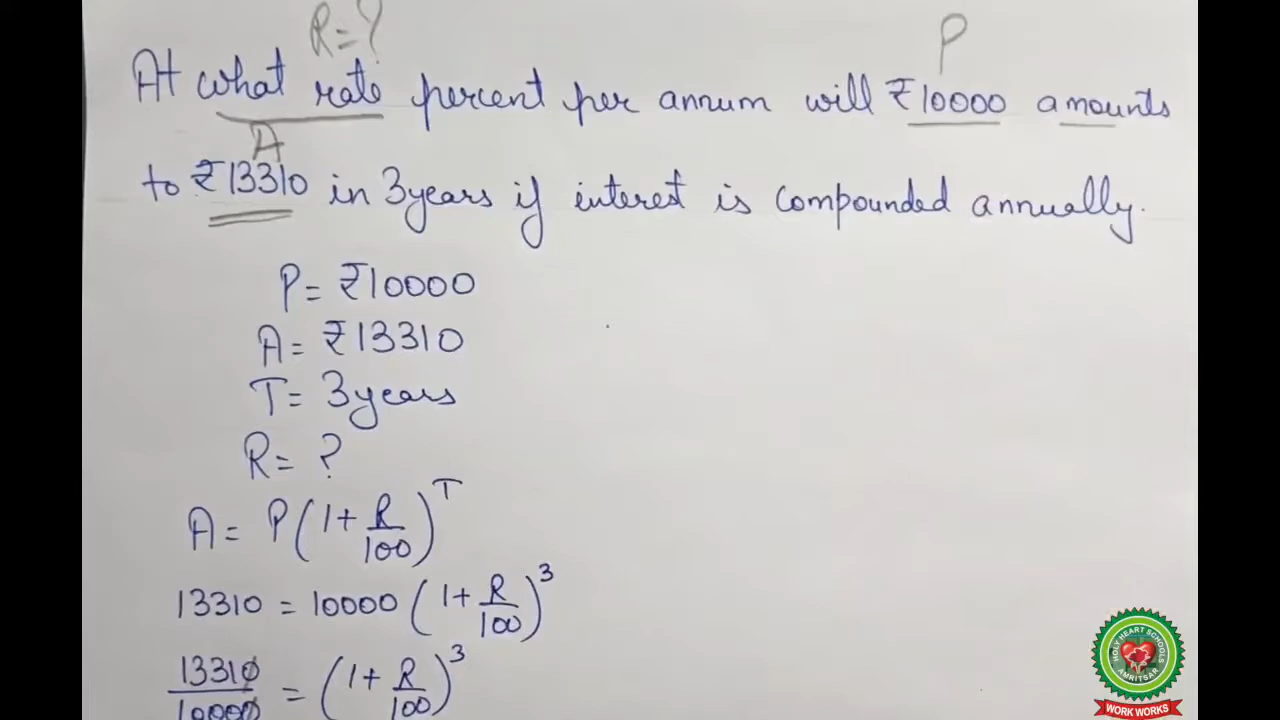 R=?
P
At what rate percent per annum will ₹10000 amounts
A
to ₹13310 in 3years if interest is compounded annually.
P= ₹10000
A= ₹13310
T= 3years
R= ?
A= P(1+R/100)^T
13310 = 10000 (1+R/100)^3
13310/10000 = (1+R/100)^3
HOLY HEART SCHOOLS
AMRITSAR
WORK WORKS